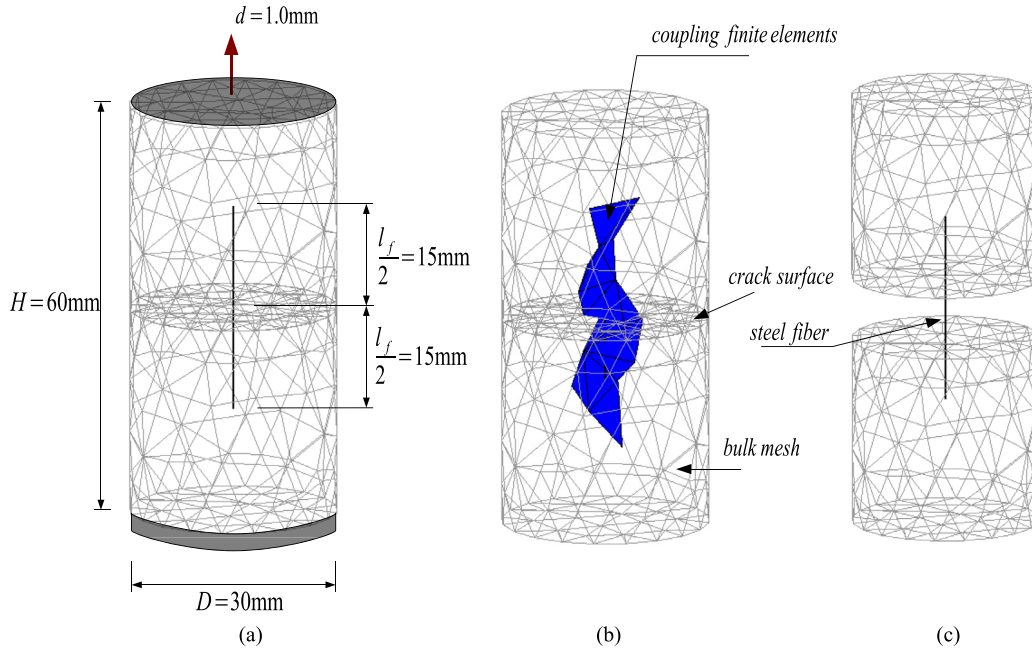 d = 1.0mm
H = 60mm
l_f/2 = 15mm
l_f/2 = 15mm
D = 30mm
(a)
coupling finite elements
crack surface
bulk mesh
(b)
steel fiber
(c)